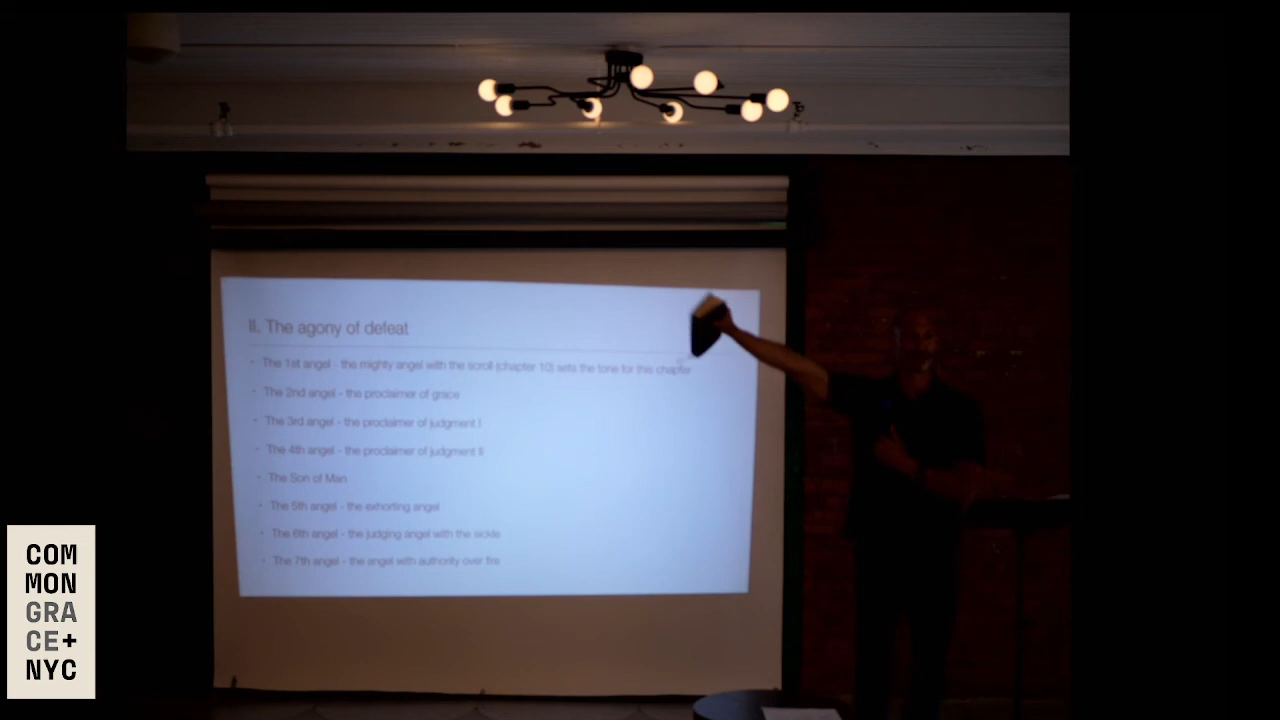 II. The agony of defeat
The 1st angel - the mighty angel with the scroll (chapter 10) sets the tone for this chapter
The 2nd angel - the proclaimer of grace
The 3rd angel - the proclaimer of judgment I
The 4th angel - the proclaimer of judgment II
The Son of Man
The 5th angel - the exhorting angel
The 6th angel - the judging angel with the sickle
The 7th angel - the angel with authority over fire
COM
MON
GRA
CE+
NYC